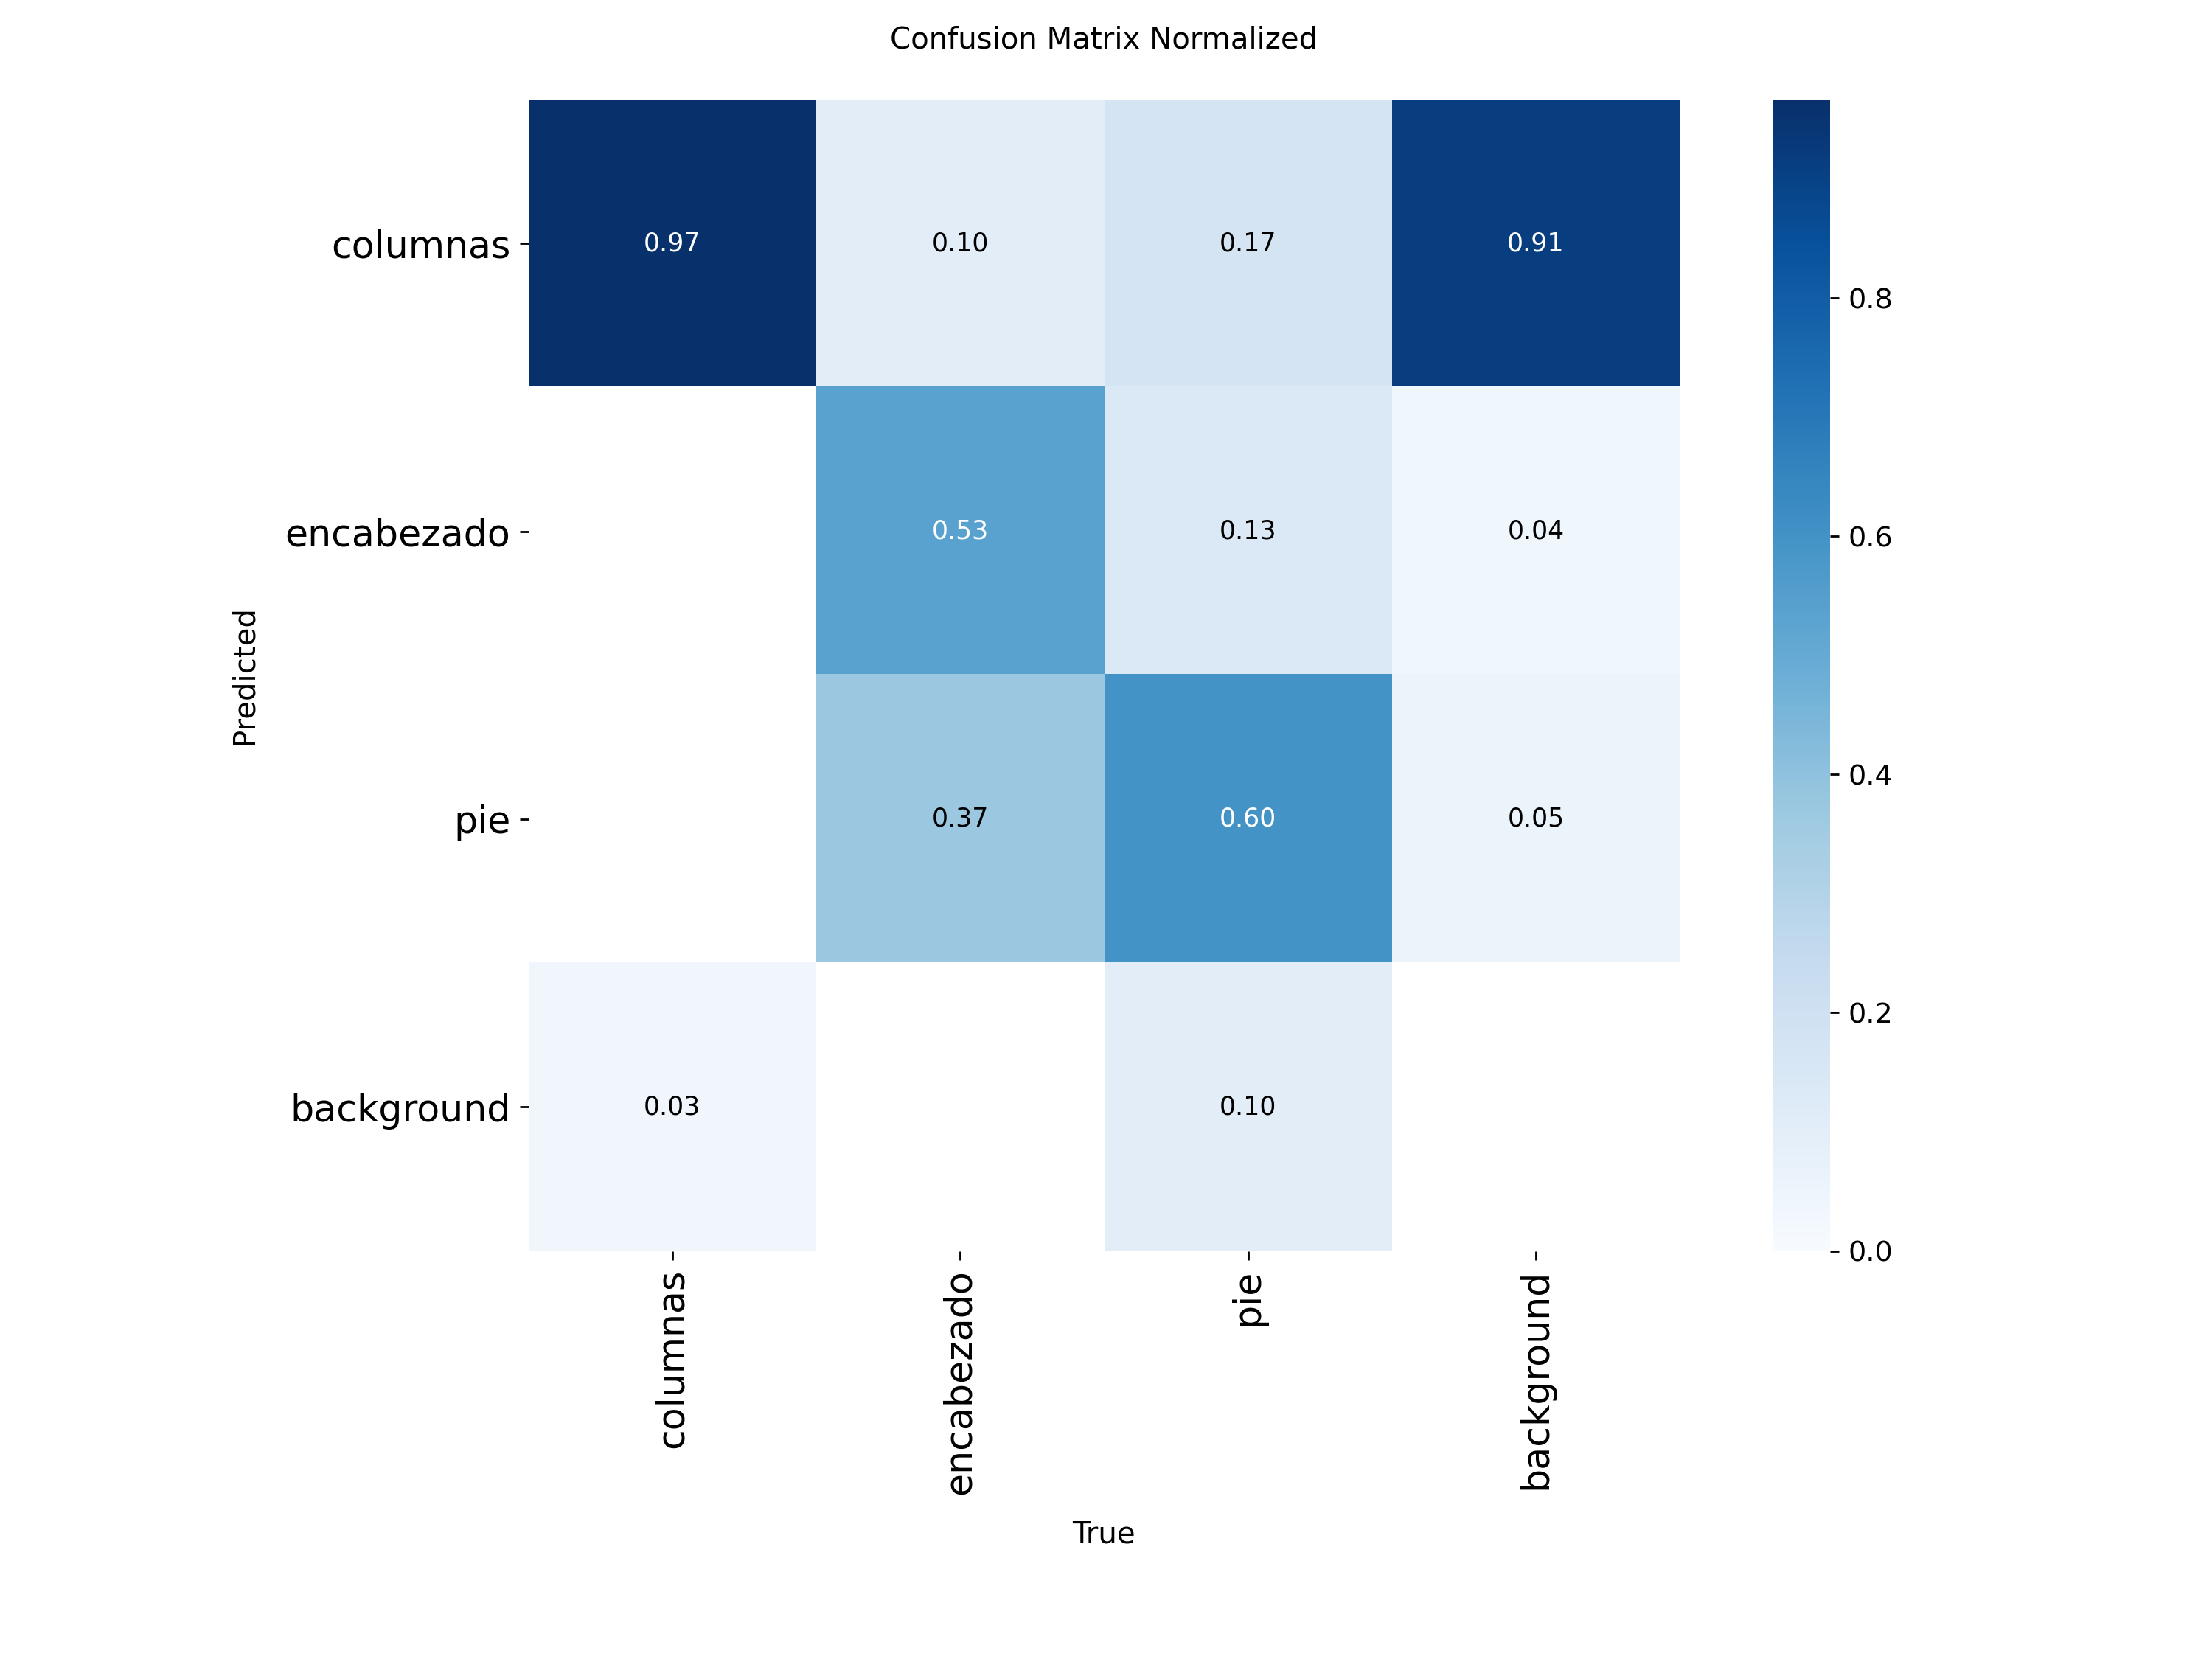 Confusion Matrix Normalized
columnas
0.97
0.10
0.17
0.91
encabezado
0.53
0.13
0.04
pie
0.37
0.60
0.05
background
0.03
0.10
Predicted
columnas
encabezado
pie
background
True
0.8
0.6
0.4
0.2
0.0